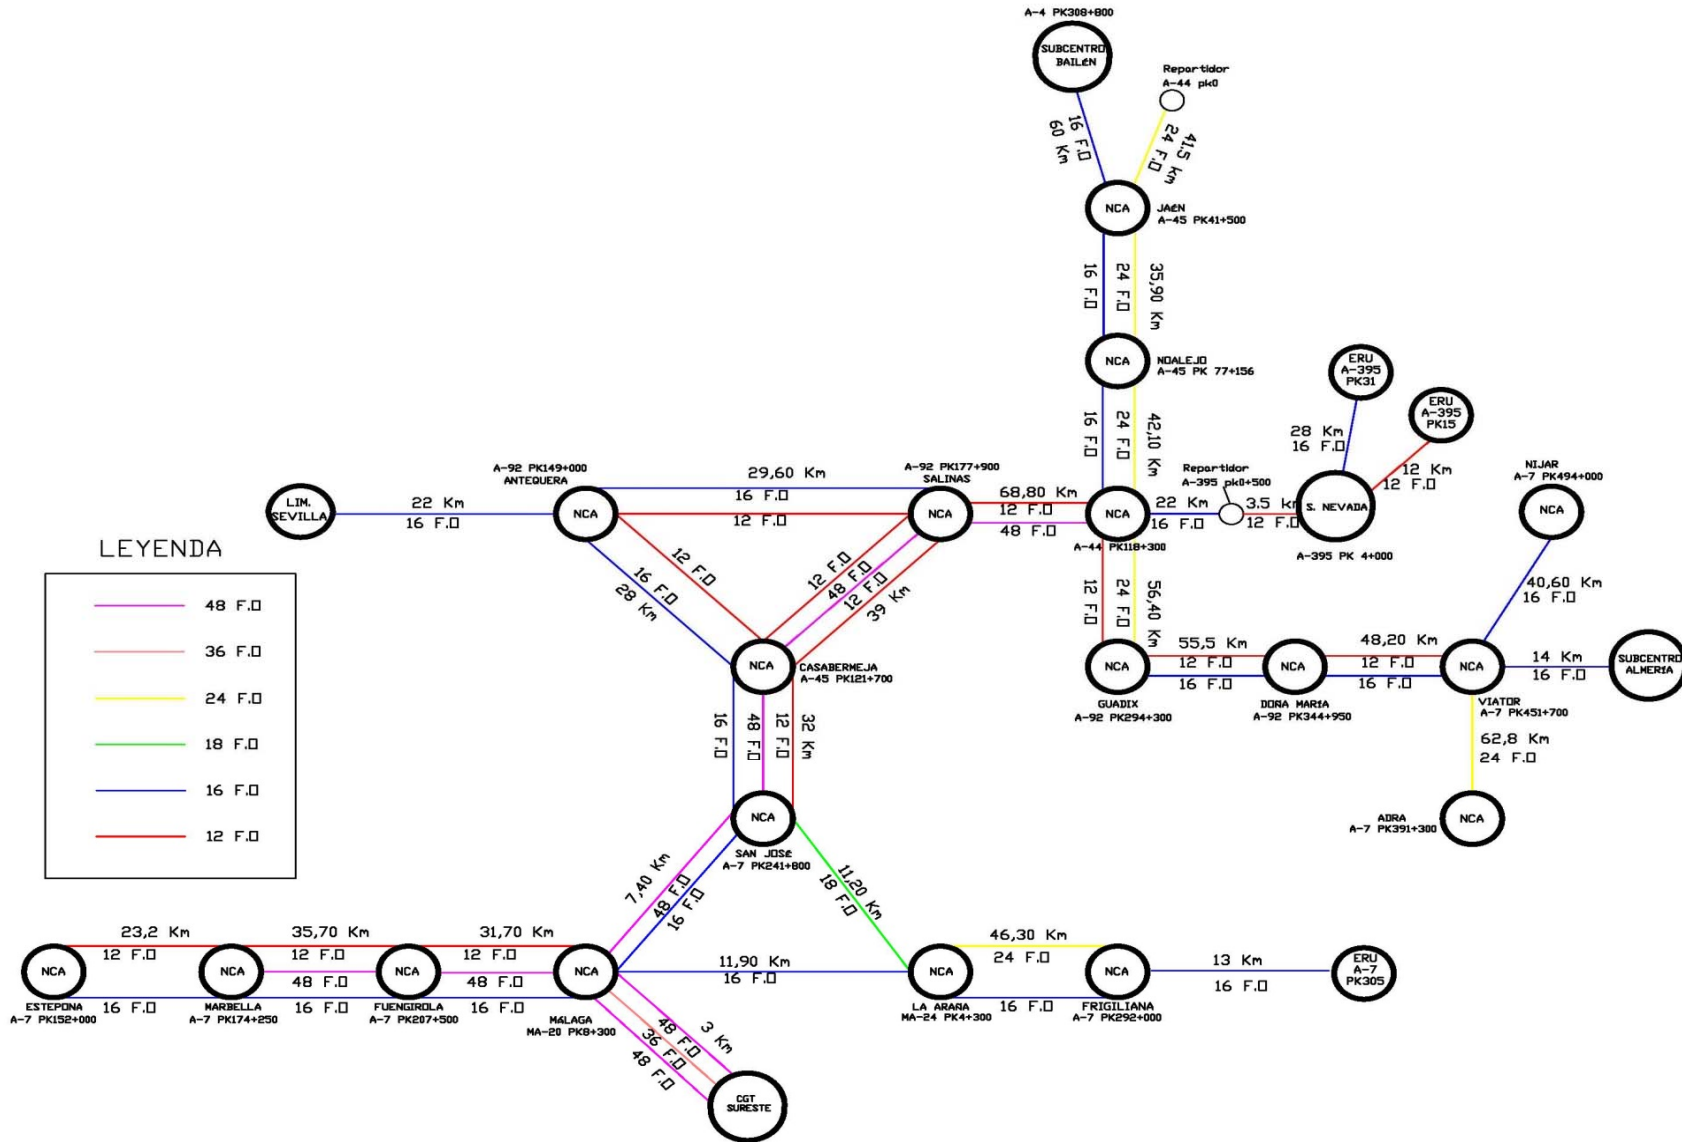 A-4 PK308+800
SUBCENTRO
BAILéN
Repartidor
A-44 pk0
16 F.O
60 Km
41.5 km
24 F.O
NCA
JAéN
A-45 PK41+500
16 F.O
24 F.O
35,90 Km
NCA
NOALEJO
A-45 PK 77+156
16 F.O
24 F.O
42,10 Km
ERU
A-395
PK31
ERU
A-395
PK15
28 Km
16 F.O
12 Km
12 F.O
NIJAR
A-7 PK494+000
NCA
LIM.
SEVILLA
22 Km
16 F.O
A-92 PK149+000
ANTEQUERA
NCA
29,60 Km
16 F.O
12 F.O
A-92 PK177+900
SALINAS
NCA
68,80 Km
12 F.O
48 F.O
NCA
A-44 PK118+300
22 Km
16 F.O
Repartidor
A-395 pk0+500
3.5 km
12 F.O
S. NEVADA
A-395 PK 4+000
40,60 Km
16 F.O
LEYENDA
48 F.O
36 F.O
24 F.O
18 F.O
16 F.O
12 F.O
12 F.O
16 F.O
28 Km
12 F.O
48 F.O
12 F.O
39 Km
12 F.O
24 F.O
56,40 Km
NCA
CASABERMEJA
A-45 PK121+700
NCA
GUADIX
A-92 PK294+300
55,5 Km
12 F.O
16 F.O
NCA
DOÑA MARíA
A-92 PK344+950
48,20 Km
12 F.O
16 F.O
NCA
VIATOR
A-7 PK451+700
14 Km
16 F.O
SUBCENTRO
ALMERíA
62,8 Km
24 F.O
ADRA
A-7 PK391+300
NCA
16 F.O
48 F.O
12 F.O
32 Km
NCA
SAN JOSé
A-7 PK241+800
7,40 Km
48 F.O
16 F.O
11,20 Km
18 F.O
23,2 Km
12 F.O
16 F.O
35,70 Km
12 F.O
48 F.O
16 F.O
31,70 Km
12 F.O
48 F.O
16 F.O
NCA
ESTEPONA
A-7 PK152+000
NCA
MARBELLA
A-7 PK174+250
NCA
FUENGIROLA
A-7 PK207+500
NCA
MáLAGA
MA-20 PK8+300
11,90 Km
16 F.O
NCA
LA ARAÑA
MA-24 PK4+300
46,30 Km
24 F.O
16 F.O
NCA
FRIGILIANA
A-7 PK292+000
13 Km
16 F.O
ERU
A-7
PK305
3 Km
48 F.O
36 F.O
48 F.O
CGT
SURESTE